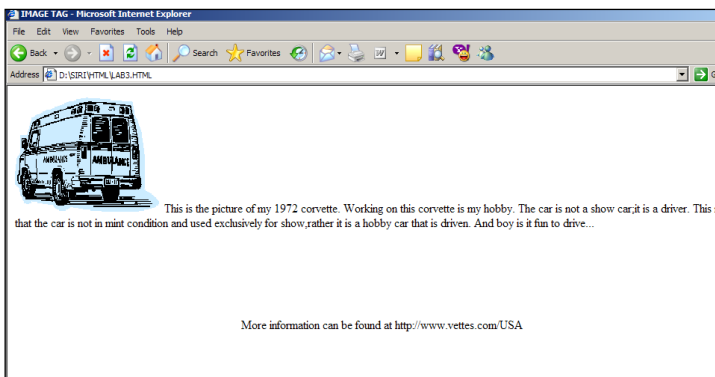 IMAGE TAG - Microsoft Internet Explorer
File Edit View Favorites Tools Help
Back Search Favorites
Address D:\SIRI\HTML\LAB3.HTML
AMBULANCE AMBULANCE
This is the picture of my 1972 corvette. Working on this corvette is my hobby. The car is not a show car;it is a driver. This
that the car is not in mint condition and used exclusively for show,rather it is a hobby car that is driven. And boy is it fun to drive...
More information can be found at http://www.vettes.com/USA